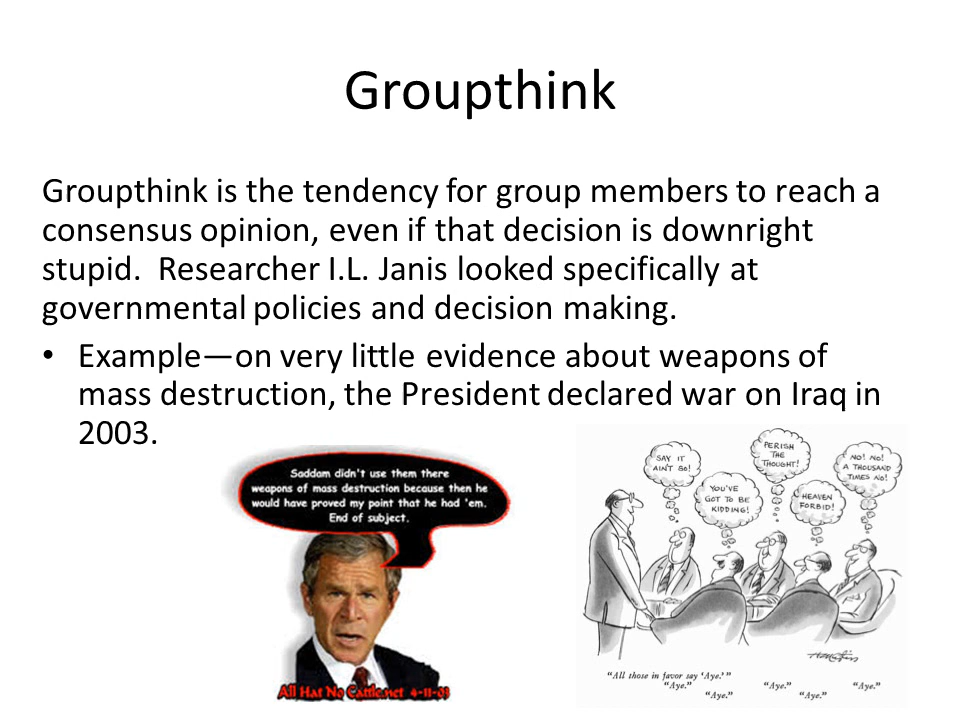 Groupthink
Groupthink is the tendency for group members to reach a
consensus opinion, even if that decision is downright
stupid.  Researcher I.L. Janis looked specifically at
governmental policies and decision making.
• Example—on very little evidence about weapons of
mass destruction, the President declared war on Iraq in
2003.
Saddam didn't use them there
weapons of mass destruction because then he
would have proved my point that he had 'em.
End of subject.
All Hat No Cattle.net 4-11-03
SAY IT
AIN'T SO!
YOU'VE
GOT TO BE
KIDDING!
PERISH
THE
THOUGHT!
HEAVEN
FORBID!
NO! NO!
A THOUSAND
TIMES NO!
"All those in favor say 'Aye.'"
"Aye."
"Aye."
"Aye."
"Aye."
"Aye."